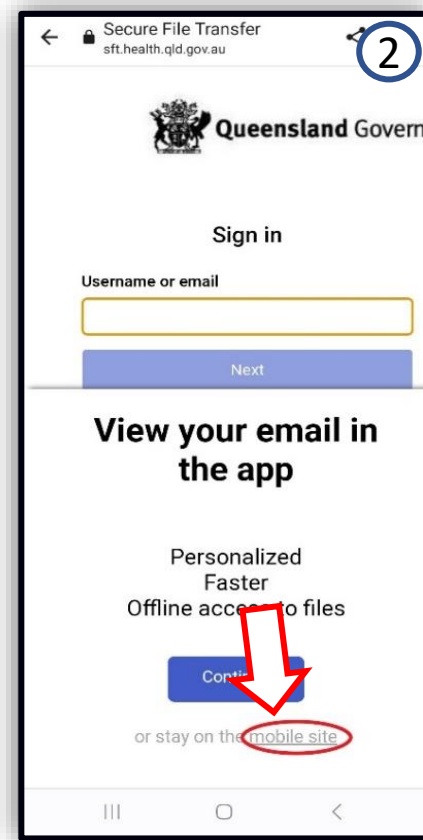 Secure File Transfer
sft.health.qld.gov.au
2
Queensland Govern
Sign in
Username or email
Next
View your email in
the app
Personalized
Faster
Offline access to files
Conti
or stay on the mobile site